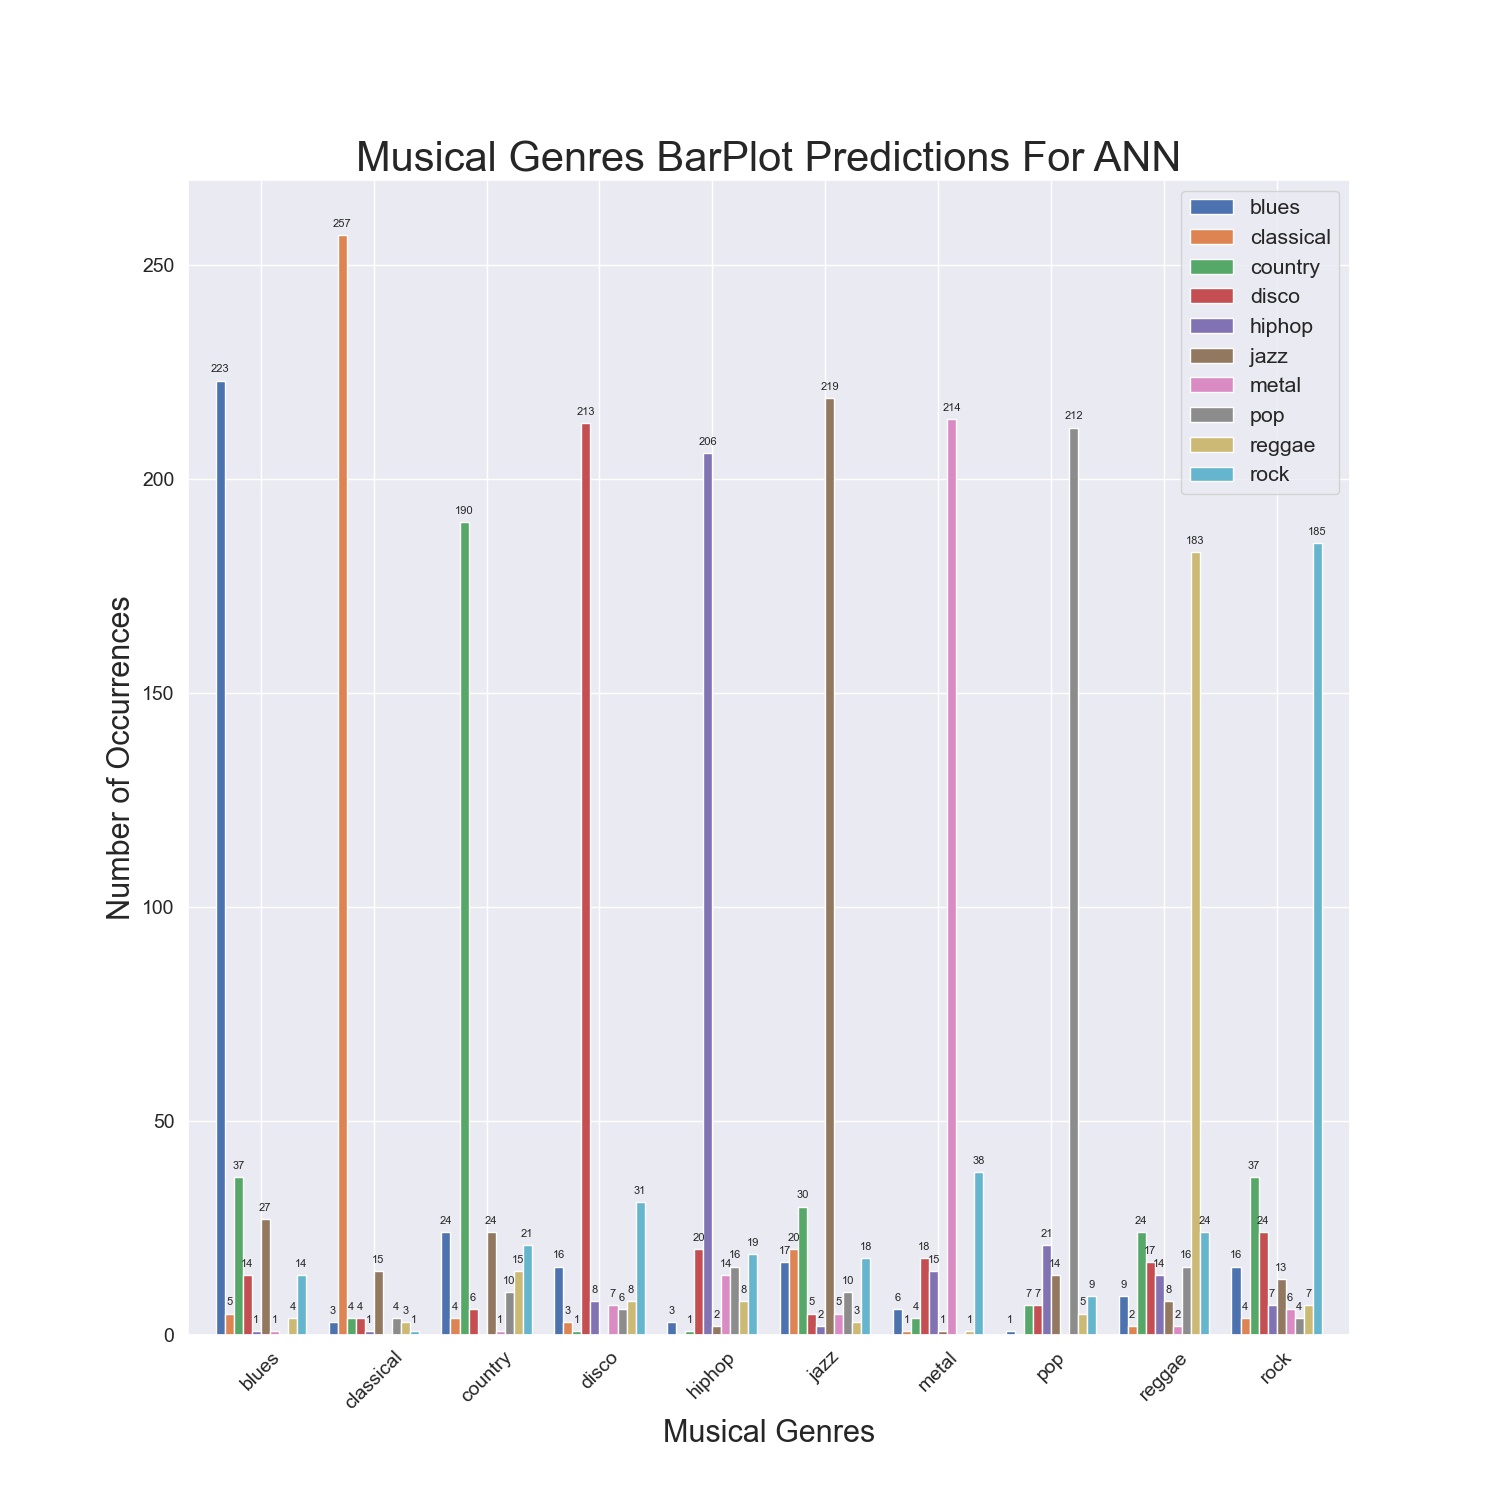 Musical Genres BarPlot Predictions For ANN
blues
classical
country
disco
hiphop
jazz
metal
pop
reggae
rock
Number of Occurrences
250
200
150
100
50
0
223 5 37 14 1 27 1 4 14
3 257 4 4 1 15 4 3 1
24 4 190 6 24 1 10 15 21
16 3 1 213 8 7 6 8 31
3 1 20 206 2 14 16 8 19
17 20 30 5 2 219 5 10 3 18
6 1 4 18 15 1 214 1 38
1 7 7 21 14 212 5 9
9 2 24 17 14 8 2 16 183 24
16 4 37 24 7 13 6 4 7 185
blues classical country disco hiphop jazz metal pop reggae rock
Musical Genres